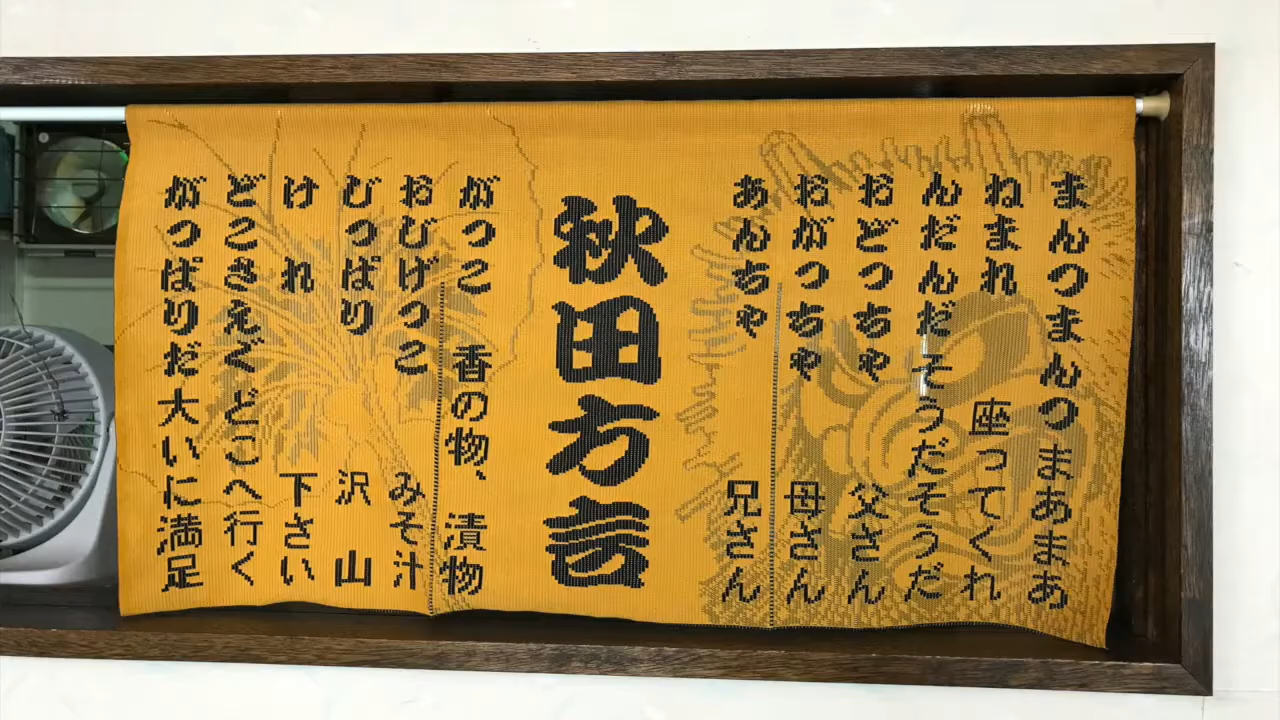 まんつまんつまあまあ
ねまれ 座ってくれ
んだんだそうだそうだ
おどっちゃ 父さん
おがっちゃ 母さん
あんちゃ 兄さん
秋田方言
がっこ 香の物、漬物
おびげっこ みそ汁
びっぱり 沢山
けれ 下さい
どこさえぐどこへ行く
がっぱりだ大いに満足